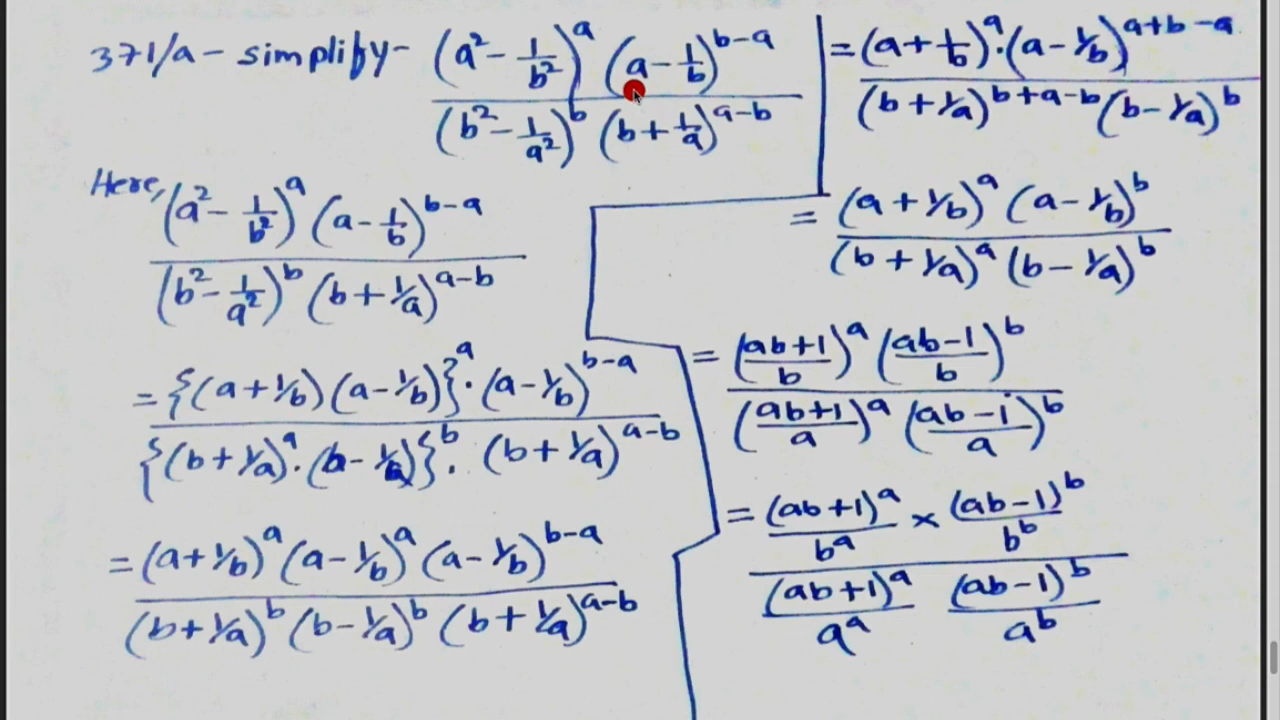 371/a - simplify - (a² - 1/b²)^a (a - 1/b)^(b-a)
(b² - 1/a²)^b (b + 1/a)^(a-b)
Here,
(a² - 1/b²)^a (a - 1/b)^(b-a)
(b² - 1/a²)^b (b + 1/a)^(a-b)
= {(a + 1/b) (a - 1/b)}^a · (a - 1/b)^(b-a)
{(b + 1/a)^a · (b - 1/a)}^b · (b + 1/a)^(a-b)
= (a + 1/b)^a (a - 1/b)^a (a - 1/b)^(b-a)
(b + 1/a)^b (b - 1/a)^b (b + 1/a)^(a-b)
= (a + 1/b)^a · (a - 1/b)^(a+b-a)
(b + 1/a)^(b+a-b) (b - 1/a)^b
= (a + 1/b)^a (a - 1/b)^b
(b + 1/a)^a (b - 1/a)^b
= ((ab+1)/b)^a ((ab-1)/b)^b
((ab+1)/a)^a ((ab-1)/a)^b
= (ab+1)^a/b^a × (ab-1)^b/b^b
(ab+1)^a/a^a (ab-1)^b/a^b